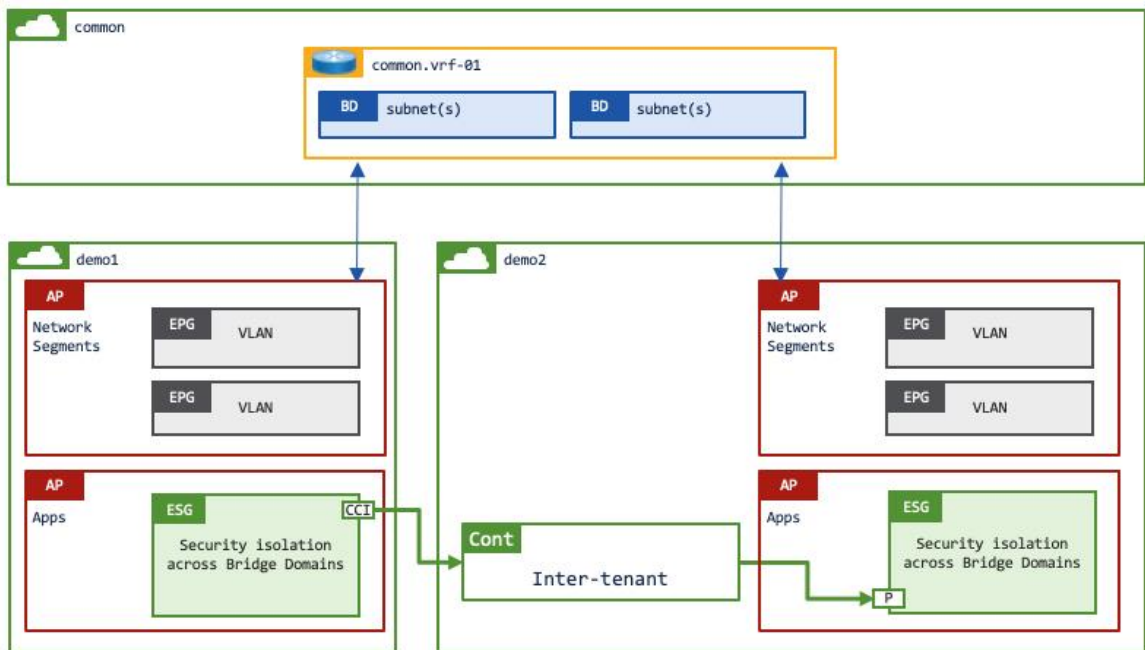 common
common.vrf-01
BD subnet(s)
BD subnet(s)
demo1
AP
Network
Segments
EPG VLAN
EPG VLAN
AP
Apps
ESG
CCI
Security isolation
across Bridge Domains
demo2
Cont
Inter-tenant
AP
Network
Segments
EPG VLAN
EPG VLAN
AP
Apps
ESG
Security isolation
across Bridge Domains
P